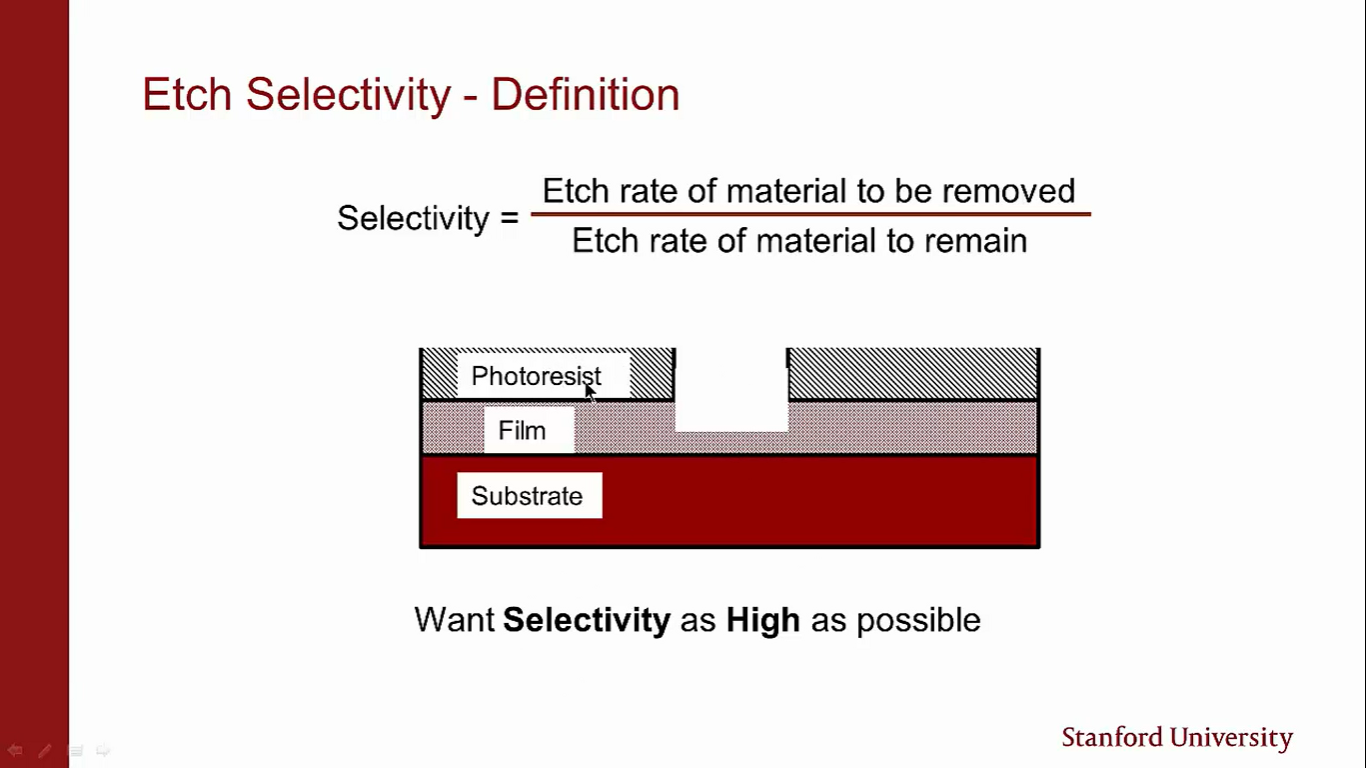 Etch Selectivity - Definition
Selectivity =
Etch rate of material to be removed
Etch rate of material to remain
Photoresist
Film
Substrate
Want Selectivity as High as possible
Stanford University